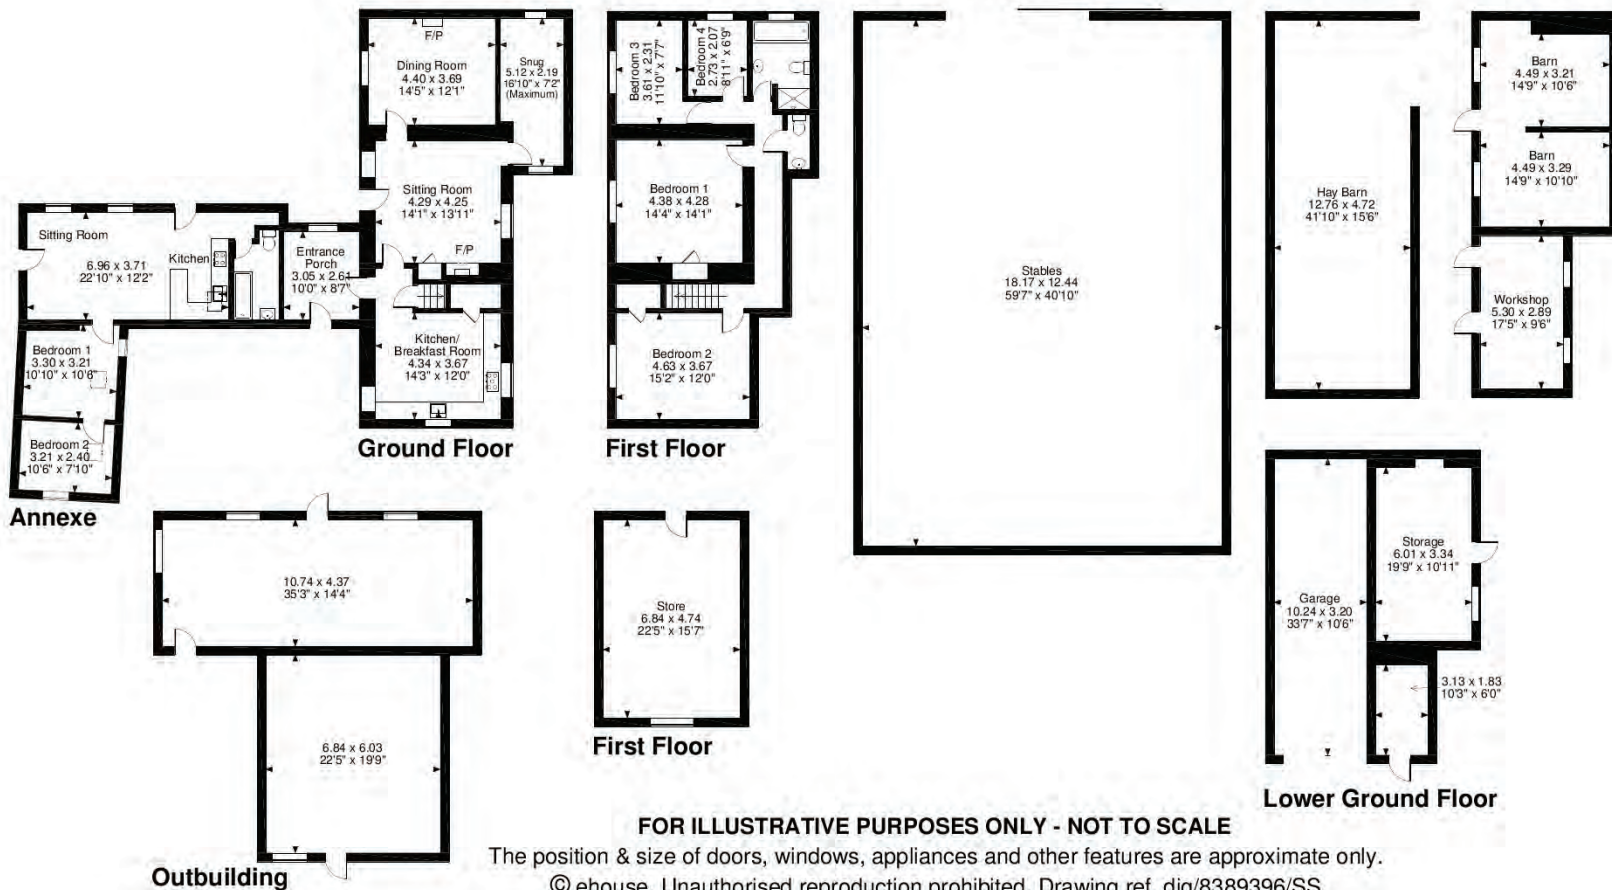 F/P
Dining Room
4.40 x 3.69
14'5" x 12'1"
Snug
5.12 x 2.19
16'10" x 7'2"
(Maximum)
Sitting Room
4.29 x 4.25
14'1" x 13'11"
F/P
Sitting Room
6.96 x 3.71
22'10" x 12'2"
Kitchen
Entrance
Porch
3.05 x 2.61
10'0" x 8'7"
Kitchen/
Breakfast Room
4.34 x 3.67
14'3" x 12'0"
Bedroom 1
3.30 x 3.21
10'10" x 10'6"
Bedroom 2
3.21 x 2.40
10'6" x 7'10"
Annexe
Ground Floor
Bedroom 3
3.61 x 2.31
11'10" x 7'7"
Bedroom 4
2.73 x 2.07
8'11" x 6'9"
Bedroom 1
4.38 x 4.28
14'4" x 14'1"
Bedroom 2
4.63 x 3.67
15'2" x 12'0"
First Floor
Stables
18.17 x 12.44
59'7" x 40'10"
Hay Barn
12.76 x 4.72
41'10" x 15'6"
Barn
4.49 x 3.21
14'9" x 10'6"
Barn
4.49 x 3.29
14'9" x 10'10"
Workshop
5.30 x 2.89
17'5" x 9'6"
10.74 x 4.37
35'3" x 14'4"
6.84 x 6.03
22'5" x 19'9"
Outbuilding
Store
6.84 x 4.74
22'5" x 15'7"
First Floor
Garage
10.24 x 3.20
33'7" x 10'6"
Storage
6.01 x 3.34
19'9" x 10'11"
3.13 x 1.83
10'3" x 6'0"
Lower Ground Floor
FOR ILLUSTRATIVE PURPOSES ONLY - NOT TO SCALE
The position & size of doors, windows, appliances and other features are approximate only.
© ehouse. Unauthorised reproduction prohibited. Drawing ref. dig/8389396/SS